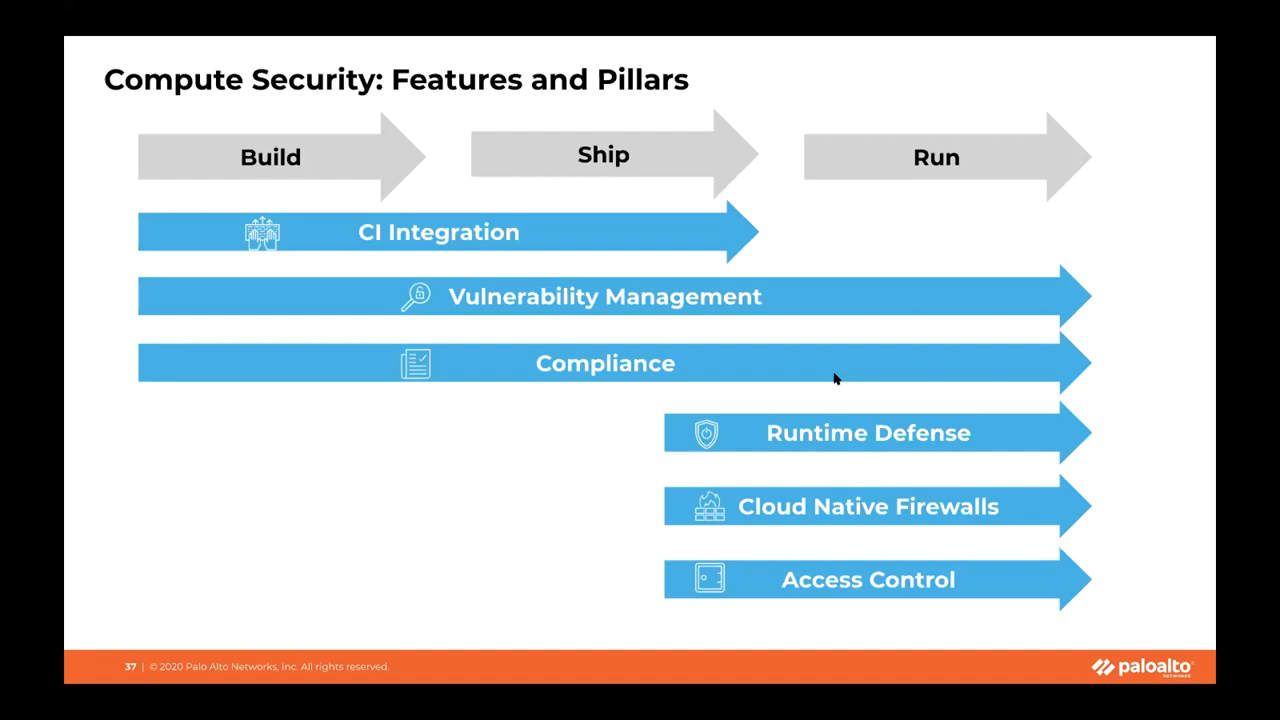 Compute Security: Features and Pillars
Build
Ship
Run
CI Integration
Vulnerability Management
Compliance
Runtime Defense
Cloud Native Firewalls
Access Control
37 | © 2020 Palo Alto Networks, Inc. All rights reserved.
paloalto
NETWORKS